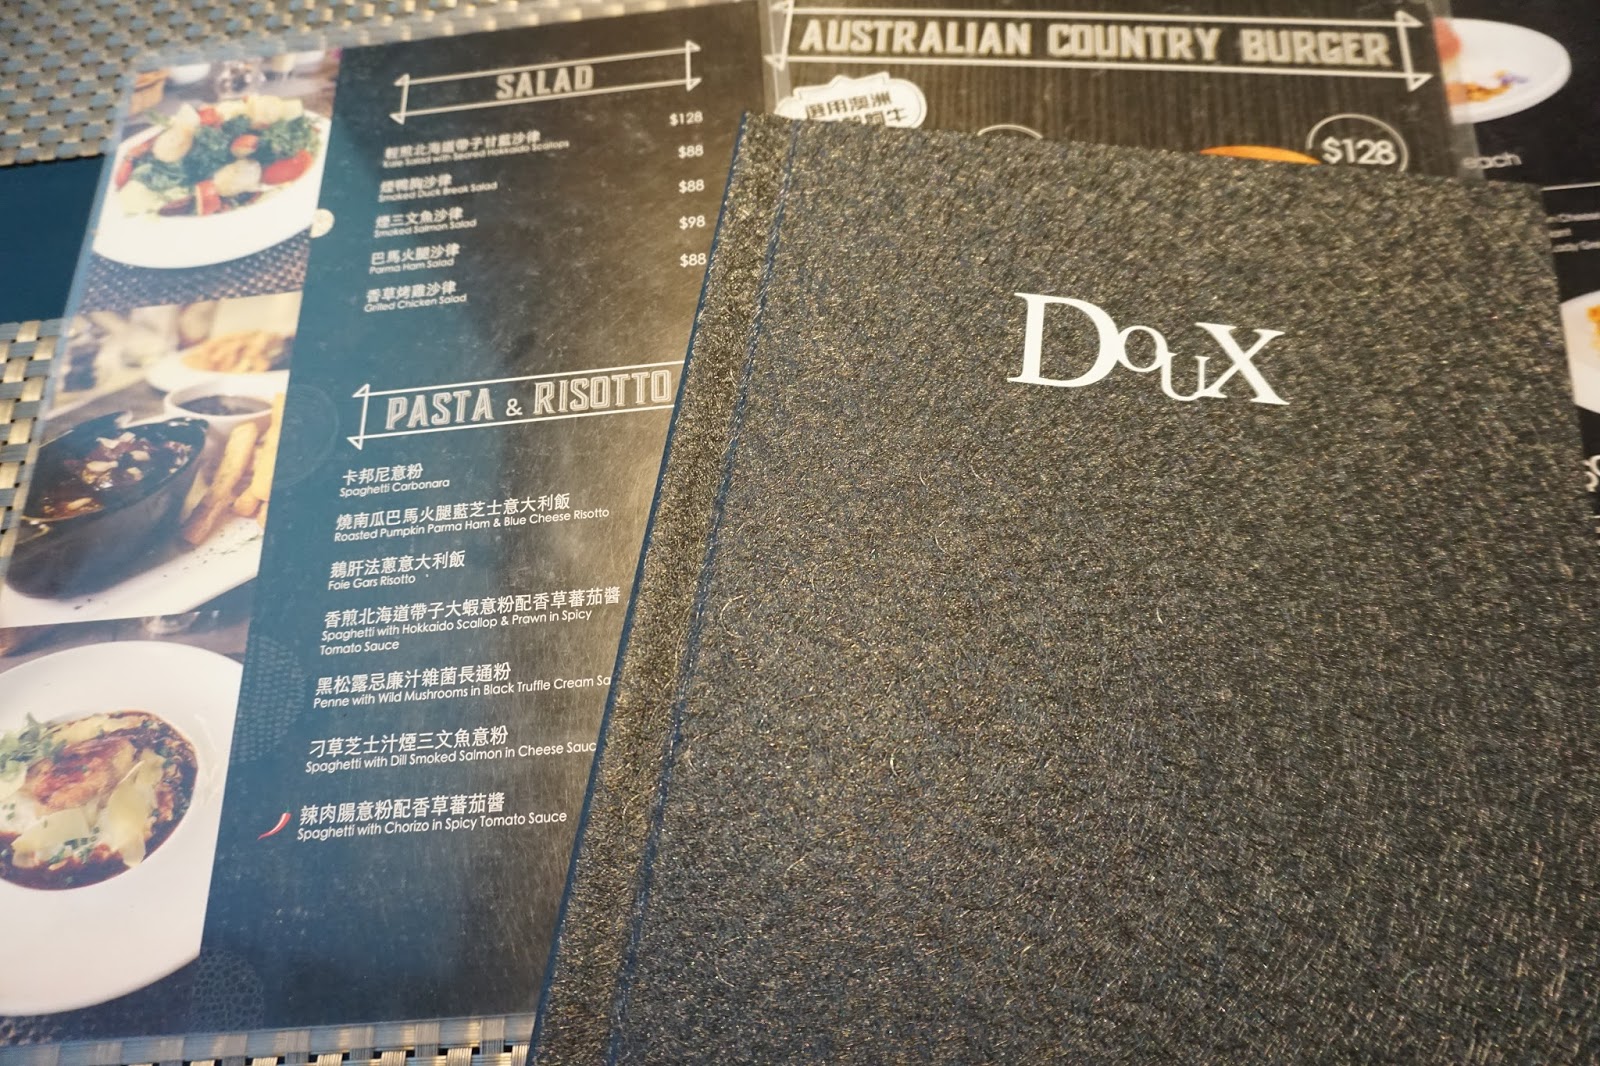 SALAD
$128
輕煎北海道帶子甘藍沙律
Kale Salad with Seared Hokkaido Scallops
$88
煙鴨胸沙律
Smoked Duck Break Salad
$88
煙三文魚沙律
Smoked Salmon Salad
$98
巴馬火腿沙律
Parma Ham Salad
$88
香草烤雞沙律
Grilled Chicken Salad
PASTA & RISOTTO
卡邦尼意粉
Spaghetti Carbonara
燒南瓜巴馬火腿藍芝士意大利飯
Roasted Pumpkin Parma Ham & Blue Cheese Risotto
鵝肝法蔥意大利飯
Foie Gars Risotto
香煎北海道帶子大蝦意粉配香草蕃茄醬
Spaghetti with Hokkaido Scallop & Prawn in Spicy
Tomato Sauce
黑松露忌廉汁雜菌長通粉
Penne with Wild Mushrooms in Black Truffle Cream Sa
刁草芝士汁煙三文魚意粉
Spaghetti with Dill Smoked Salmon in Cheese Sauc
辣肉腸意粉配香草蕃茄醬
Spaghetti with Chorizo in Spicy Tomato Sauce
AUSTRALIAN COUNTRY BURGER
選用澳洲
牛
$128
each
Cheese
DOUX